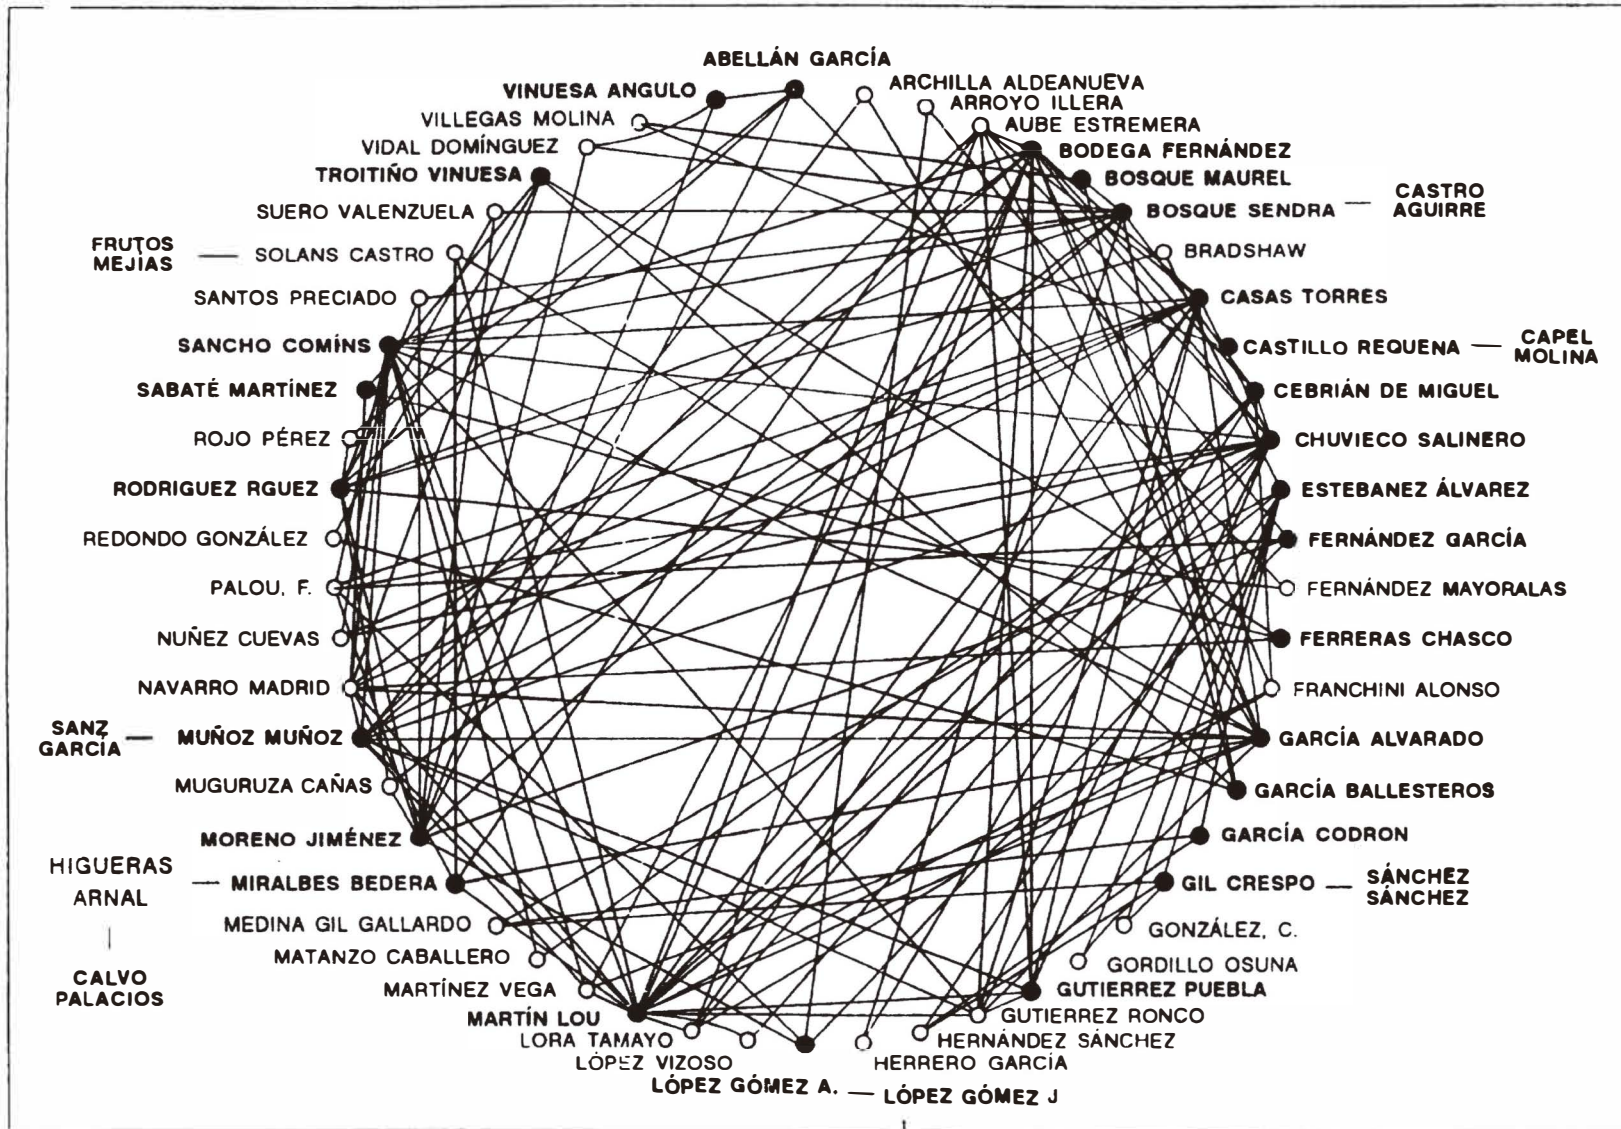 ABELLÁN GARCÍA
ARCHILLA ALDEANUEVA
ARROYO ILLERA
AUBE ESTREMERA
BODEGA FERNÁNDEZ
BOSQUE MAUREL
BOSQUE SENDRA — CASTRO
AGUIRRE
BRADSHAW
CASAS TORRES
CASTILLO REQUENA — CAPEL
MOLINA
CEBRIÁN DE MIGUEL
CHUVIECO SALINERO
ESTEBANEZ ÁLVAREZ
FERNÁNDEZ GARCÍA
FERNÁNDEZ MAYORALAS
FERRERAS CHASCO
FRANCHINI ALONSO
GARCÍA ALVARADO
GARCÍA BALLESTEROS
GARCÍA CODRON
GIL CRESPO — SÁNCHEZ
SÁNCHEZ
GONZÁLEZ, C.
GORDILLO OSUNA
GUTIERREZ PUEBLA
GUTIERREZ RONCO
HERNÁNDEZ SÁNCHEZ
HERRERO GARCÍA
LÓPEZ GÓMEZ A. — LÓPEZ GÓMEZ J
LÓPEZ VIZOSO
LORA TAMAYO
MARTÍN LOU
MARTÍNEZ VEGA
MATANZO CABALLERO
MEDINA GIL GALLARDO
HIGUERAS
ARNAL — MIRALBES BEDERA
CALVO
PALACIOS
MORENO JIMÉNEZ
MUGURUZA CAÑAS
SANZ
GARCÍA — MUÑOZ MUÑOZ
NAVARRO MADRID
NUÑEZ CUEVAS
PALOU, F.
REDONDO GONZÁLEZ
RODRIGUEZ RGUEZ
ROJO PÉREZ
SABATÉ MARTÍNEZ
SANCHO COMÍNS
SANTOS PRECIADO
FRUTOS
MEJÍAS — SOLANS CASTRO
SUERO VALENZUELA
TROITIÑO VINUESA
VIDAL DOMÍNGUEZ
VILLEGAS MOLINA
VINUESA ANGULO